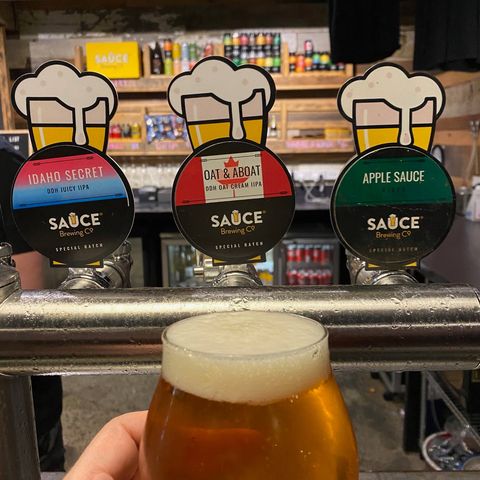 SAUCE
IDAHO SECRET
DDH JUICY IIPA
SAUCE
Brewing Co
SPECIAL BATCH
OAT & ABOAT
DDH OAT CREAM IIPA
SAUCE
Brewing Co
SPECIAL BATCH
APPLE SAUCE
SAUCE
Brewing Co
SPECIAL BATCH